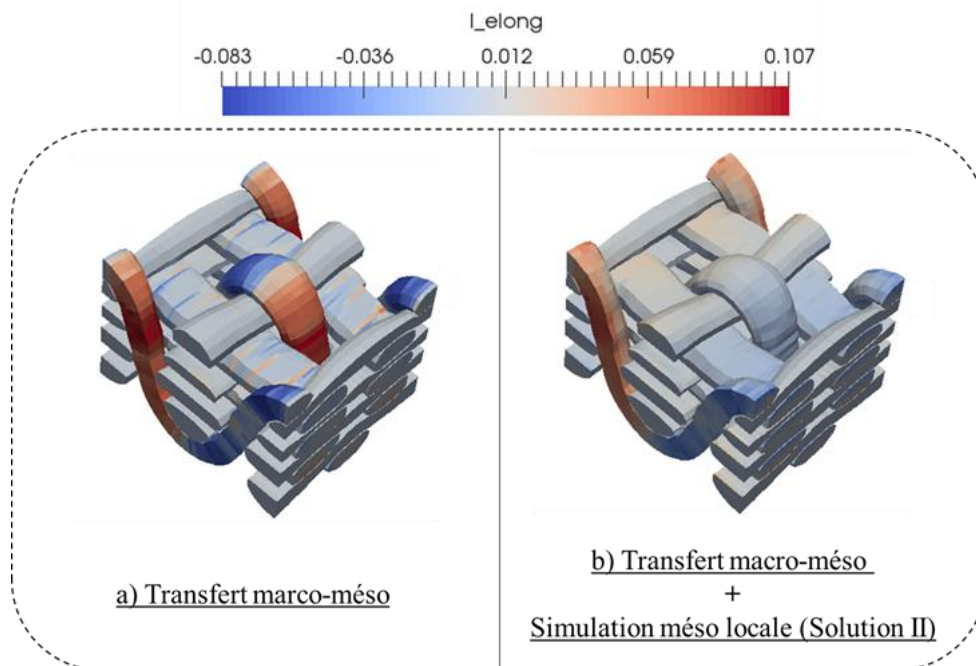 I_elong
-0.083 -0.036 0.012 0.059 0.107
a) Transfert marco-méso
b) Transfert macro-méso
+
Simulation méso locale (Solution II)